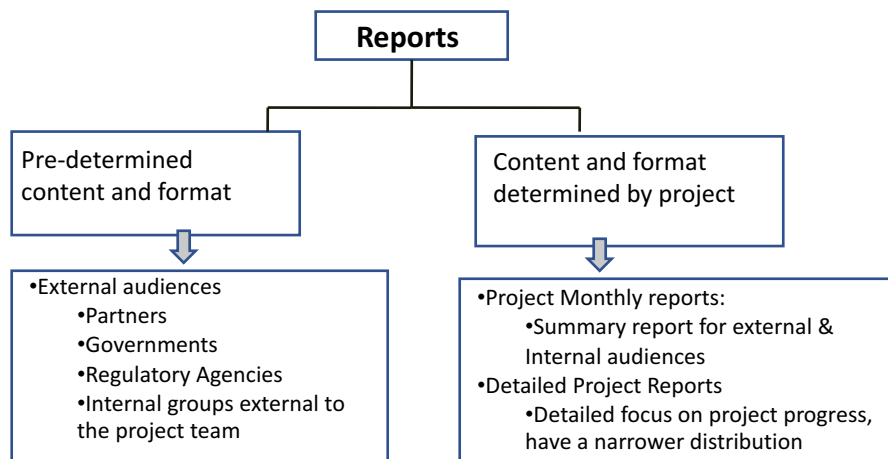 Reports
Pre-determined
content and format
Content and format
determined by project
•External audiences
•Partners
•Governments
•Regulatory Agencies
•Internal groups external to
the project team
•Project Monthly reports:
•Summary report for external &
Internal audiences
•Detailed Project Reports
•Detailed focus on project progress,
have a narrower distribution